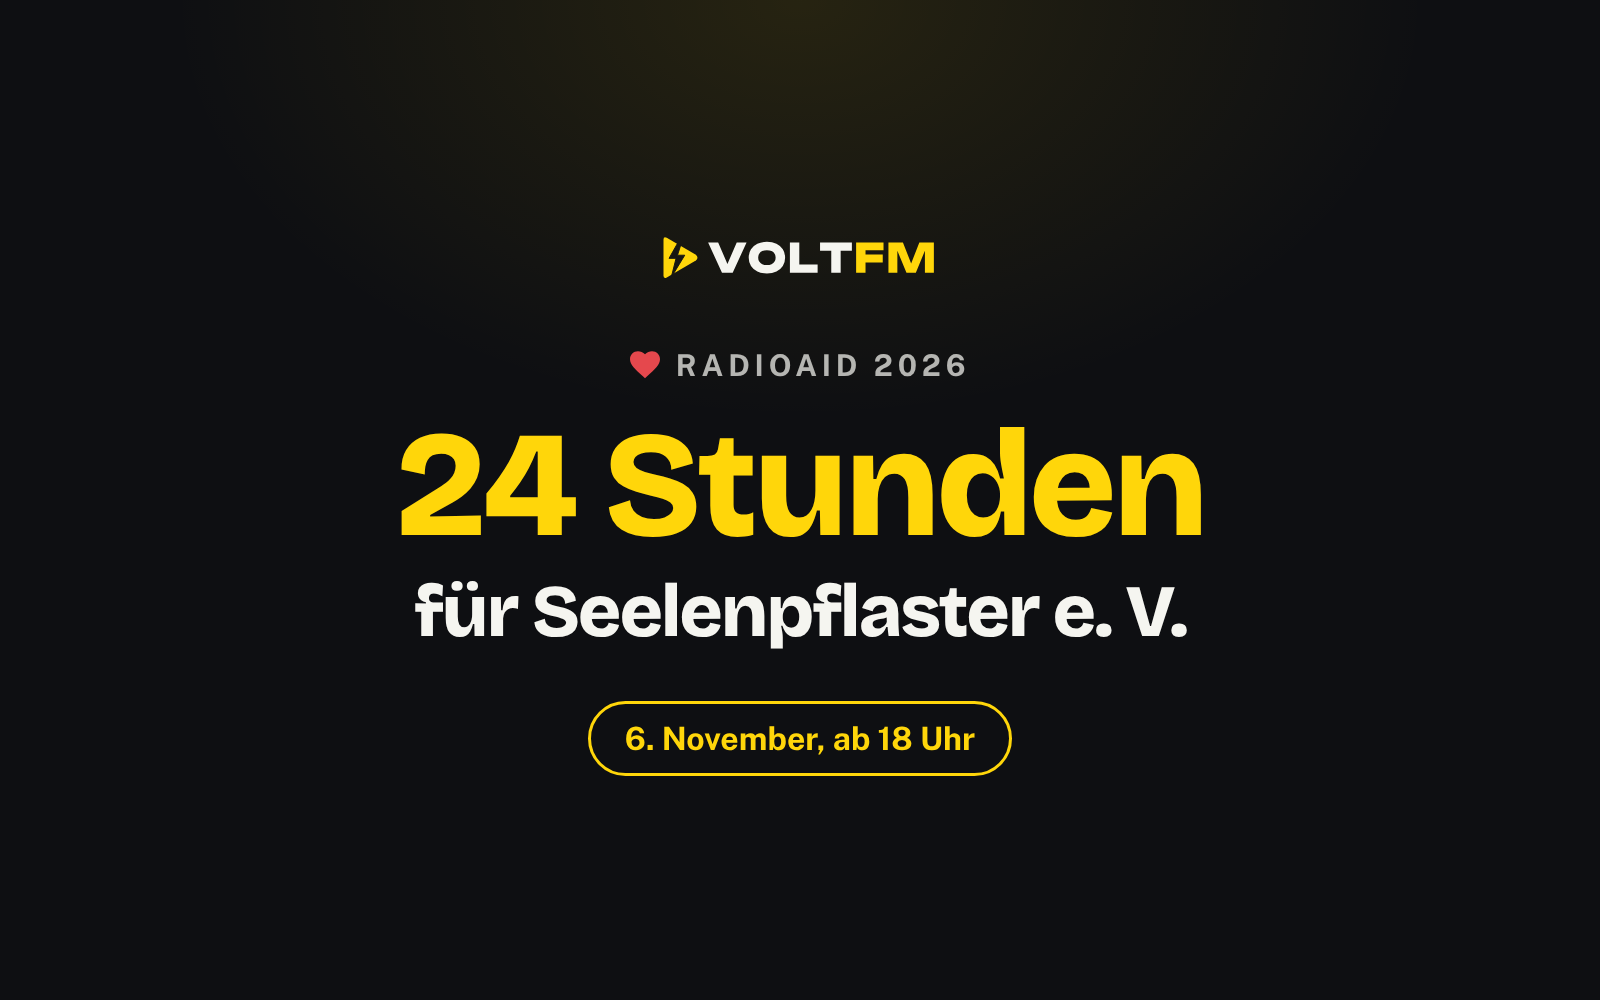 VOLTFM
RADIOAID 2026
24 Stunden
für Seelenpflaster e. V.
6. November, ab 18 Uhr